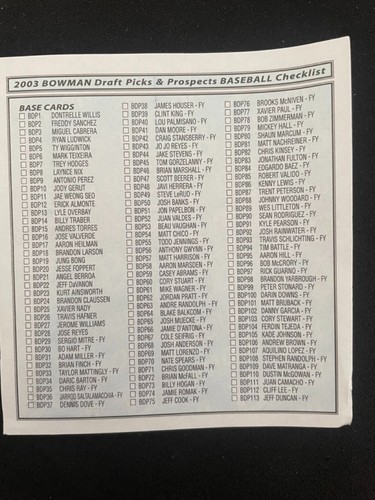 2003 BOWMAN Draft Picks & Prospects BASEBALL Checklist
BASE CARDS
BDP1 DONTRELLE WILLIS
BDP2 FREDDY SANCHEZ
BDP3 MIGUEL CABRERA
BDP4 RYAN LUDWICK
BDP5 TY WIGGINTON
BDP6 MARK TEIXEIRA
BDP7 TREY HODGES
BDP8 LAYNCE NIX
BDP9 ANTONIO PEREZ
BDP10 JODY GERUT
BDP11 JAE WEONG SEO
BDP12 ERICK ALMONTE
BDP13 LYLE OVERBAY
BDP14 BILLY TRABER
BDP15 ANDRES TORRES
BDP16 JOSE VALVERDE
BDP17 AARON HEILMAN
BDP18 BRANDON LARSON
BDP19 JUNG BONG
BDP20 JESSE FOPPERT
BDP21 ANGEL BERROA
BDP22 JEFF DaVANON
BDP23 KURT AINSWORTH
BDP24 BRANDON CLAUSSEN
BDP25 XAVIER NADY
BDP26 TRAVIS HAFNER
BDP27 JEROME WILLIAMS
BDP28 JOSE REYES
BDP29 SERGIO MITRE - FY
BDP30 BO HART - FY
BDP31 ADAM MILLER - FY
BDP32 BRIAN FINCH - FY
BDP33 TAYLOR MATTINGLY - FY
BDP34 DARIC BARTON - FY
BDP35 CHRIS RAY - FY
BDP36 JARROD SALTALAMACCHIA - FY
BDP37 DENNIS DOVE - FY
BDP38 JAMES HOUSER - FY
BDP39 CLINT KING - FY
BDP40 LOU PALMISANO - FY
BDP41 DAN MOORE - FY
BDP42 CRAIG STANSBERRY - FY
BDP43 JO JO REYES - FY
BDP44 JAKE STEVENS - FY
BDP45 TOM GORZELANNY - FY
BDP46 BRIAN MARSHALL - FY
BDP47 SCOTT BEERER - FY
BDP48 JAVI HERRERA - FY
BDP49 STEVE LeRUD - FY
BDP50 JOSH BANKS - FY
BDP51 JON PAPELBON - FY
BDP52 JUAN VALDES - FY
BDP53 BEAU VAUGHAN - FY
BDP54 MATT CHICO - FY
BDP55 TODD JENNINGS - FY
BDP56 ANTHONY GWYNN - FY
BDP57 MATT HARRISON - FY
BDP58 AARON MARSDEN - FY
BDP59 CASEY ABRAMS - FY
BDP60 CORY STUART - FY
BDP61 MIKE WAGNER - FY
BDP62 JORDAN PRATT - FY
BDP63 ANDRE RANDOLPH - FY
BDP64 BLAKE BALKCOM - FY
BDP65 JOSH MUECKE - FY
BDP66 JAMIE D'ANTONA - FY
BDP67 COLE SEIFRIG - FY
BDP68 JOSH ANDERSON - FY
BDP69 MATT LORENZO - FY
BDP70 NATE SPEARS - FY
BDP71 CHRIS GOODMAN - FY
BDP72 BRIAN McFALL - FY
BDP73 BILLY HOGAN - FY
BDP74 JAMIE ROMAK - FY
BDP75 JEFF COOK - FY
BDP76 BROOKS McNIVEN - FY
BDP77 XAVIER PAUL - FY
BDP78 BOB ZIMMERMAN - FY
BDP79 MICKEY HALL - FY
BDP80 SHAUN MARCUM - FY
BDP81 MATT NACHREINER - FY
BDP82 CHRIS KINSEY - FY
BDP83 JONATHAN FULTON - FY
BDP84 EDGARDO BAEZ - FY
BDP85 ROBERT VALIDO - FY
BDP86 KENNY LEWIS - FY
BDP87 TRENT PETERSON - FY
BDP88 JOHNNY WOODARD - FY
BDP89 WES LITTLETON - FY
BDP90 SEAN RODRIGUEZ - FY
BDP91 KYLE PEARSON - FY
BDP92 JOSH RAINWATER - FY
BDP93 TRAVIS SCHLICHTING - FY
BDP94 TIM BATTLE - FY
BDP95 AARON HILL - FY
BDP96 BOB McCRORY - FY
BDP97 RICK GUARNO - FY
BDP98 BRANDON YARBROUGH - FY
BDP99 PETER STONARD - FY
BDP100 DARIN DOWNS - FY
BDP101 MATT BRUBACK - FY
BDP102 DANNY GARCIA - FY
BDP103 CORY STEWART - FY
BDP104 FERDIN TEJEDA - FY
BDP105 KADE JOHNSON - FY
BDP106 ANDREW BROWN - FY
BDP107 AQUILINO LOPEZ - FY
BDP108 STEPHEN RANDOLPH - FY
BDP109 DAVE MATRANGA - FY
BDP110 DUSTIN McGOWAN - FY
BDP111 JUAN CAMACHO - FY
BDP112 CLIFF LEE - FY
BDP113 JEFF DUNCAN - FY